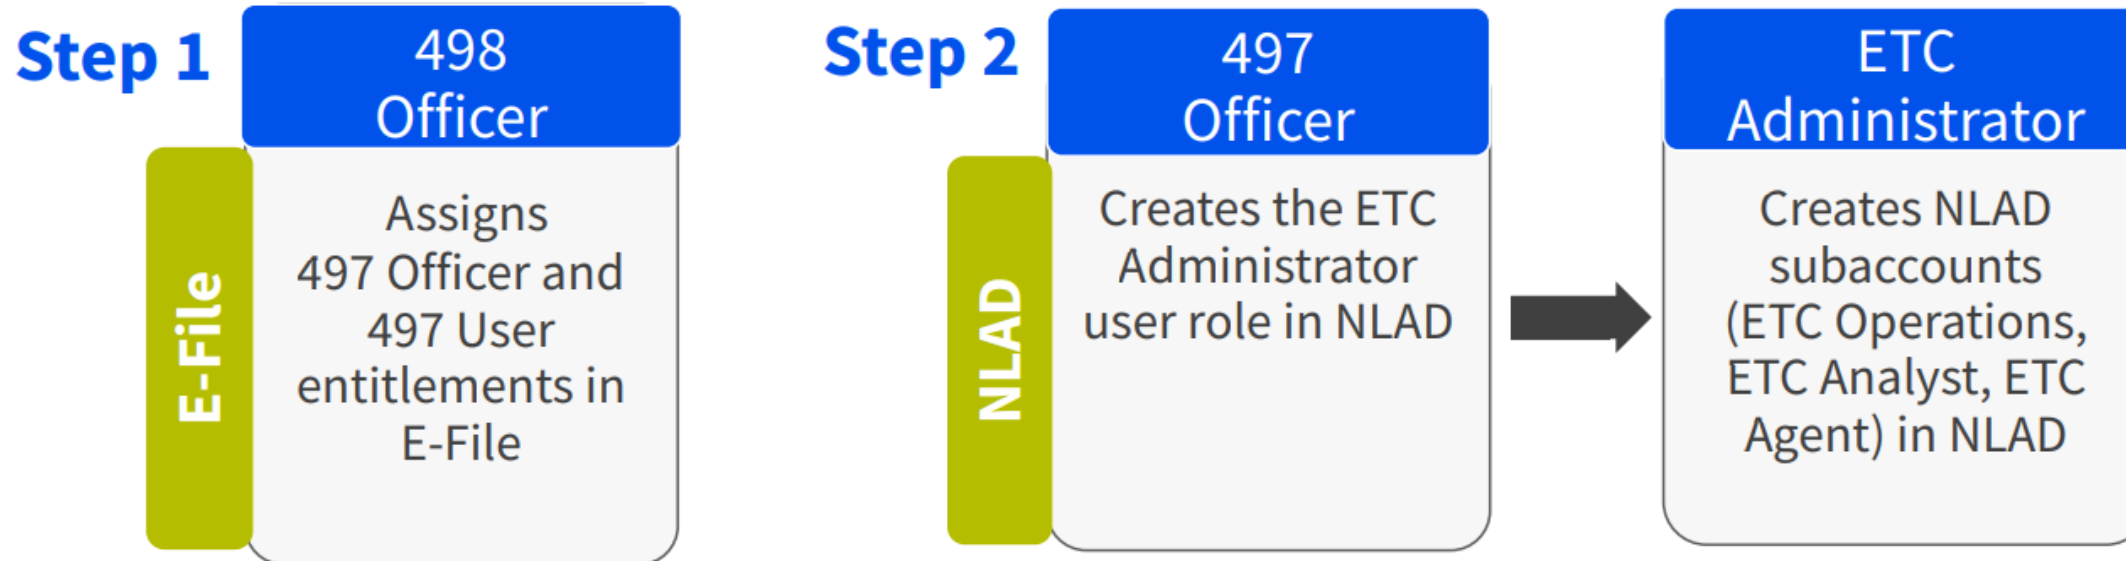 Step 1
498
Officer
E-File
Assigns
497 Officer and
497 User
entitlements in
E-File
Step 2
497
Officer
NLAD
Creates the ETC
Administrator
user role in NLAD
ETC
Administrator
Creates NLAD
subaccounts
(ETC Operations,
ETC Analyst, ETC
Agent) in NLAD